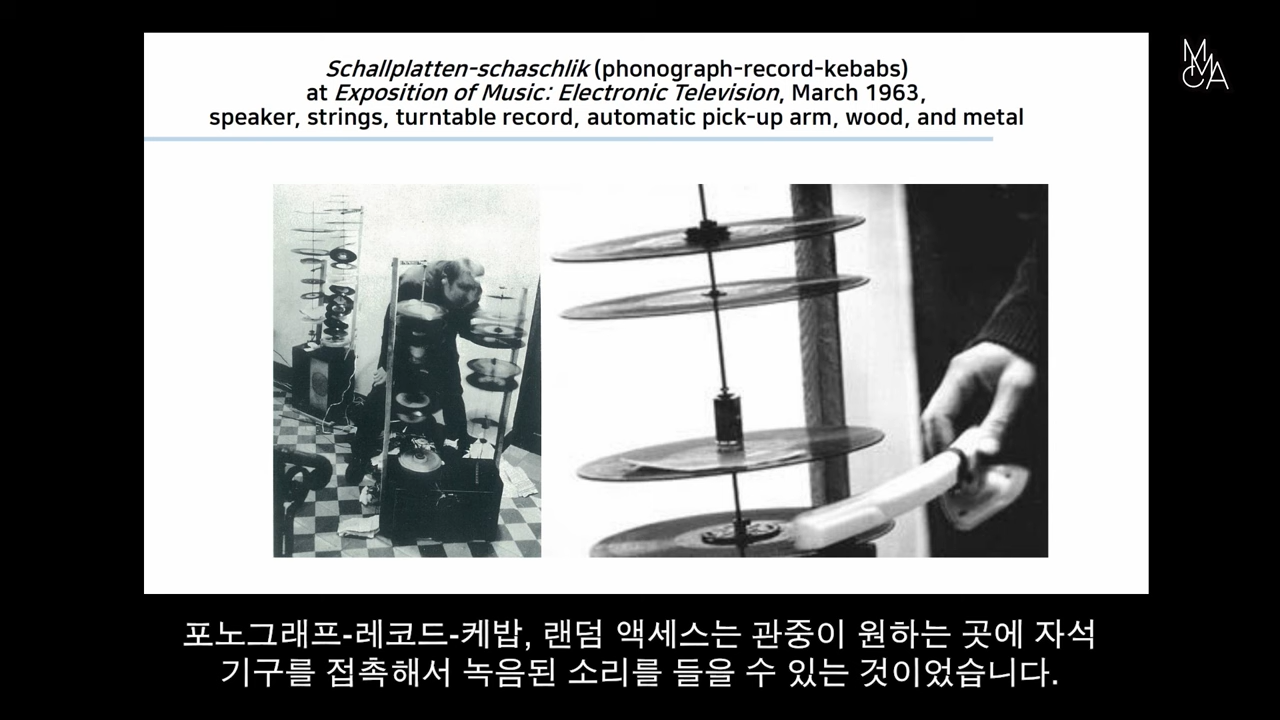 MMCA
Schallplatten-schaschlik (phonograph-record-kebabs)
at Exposition of Music: Electronic Television, March 1963,
speaker, strings, turntable record, automatic pick-up arm, wood, and metal
포노그래프-레코드-케밥, 랜덤 액세스는 관중이 원하는 곳에 자석
기구를 접촉해서 녹음된 소리를 들을 수 있는 것이었습니다.